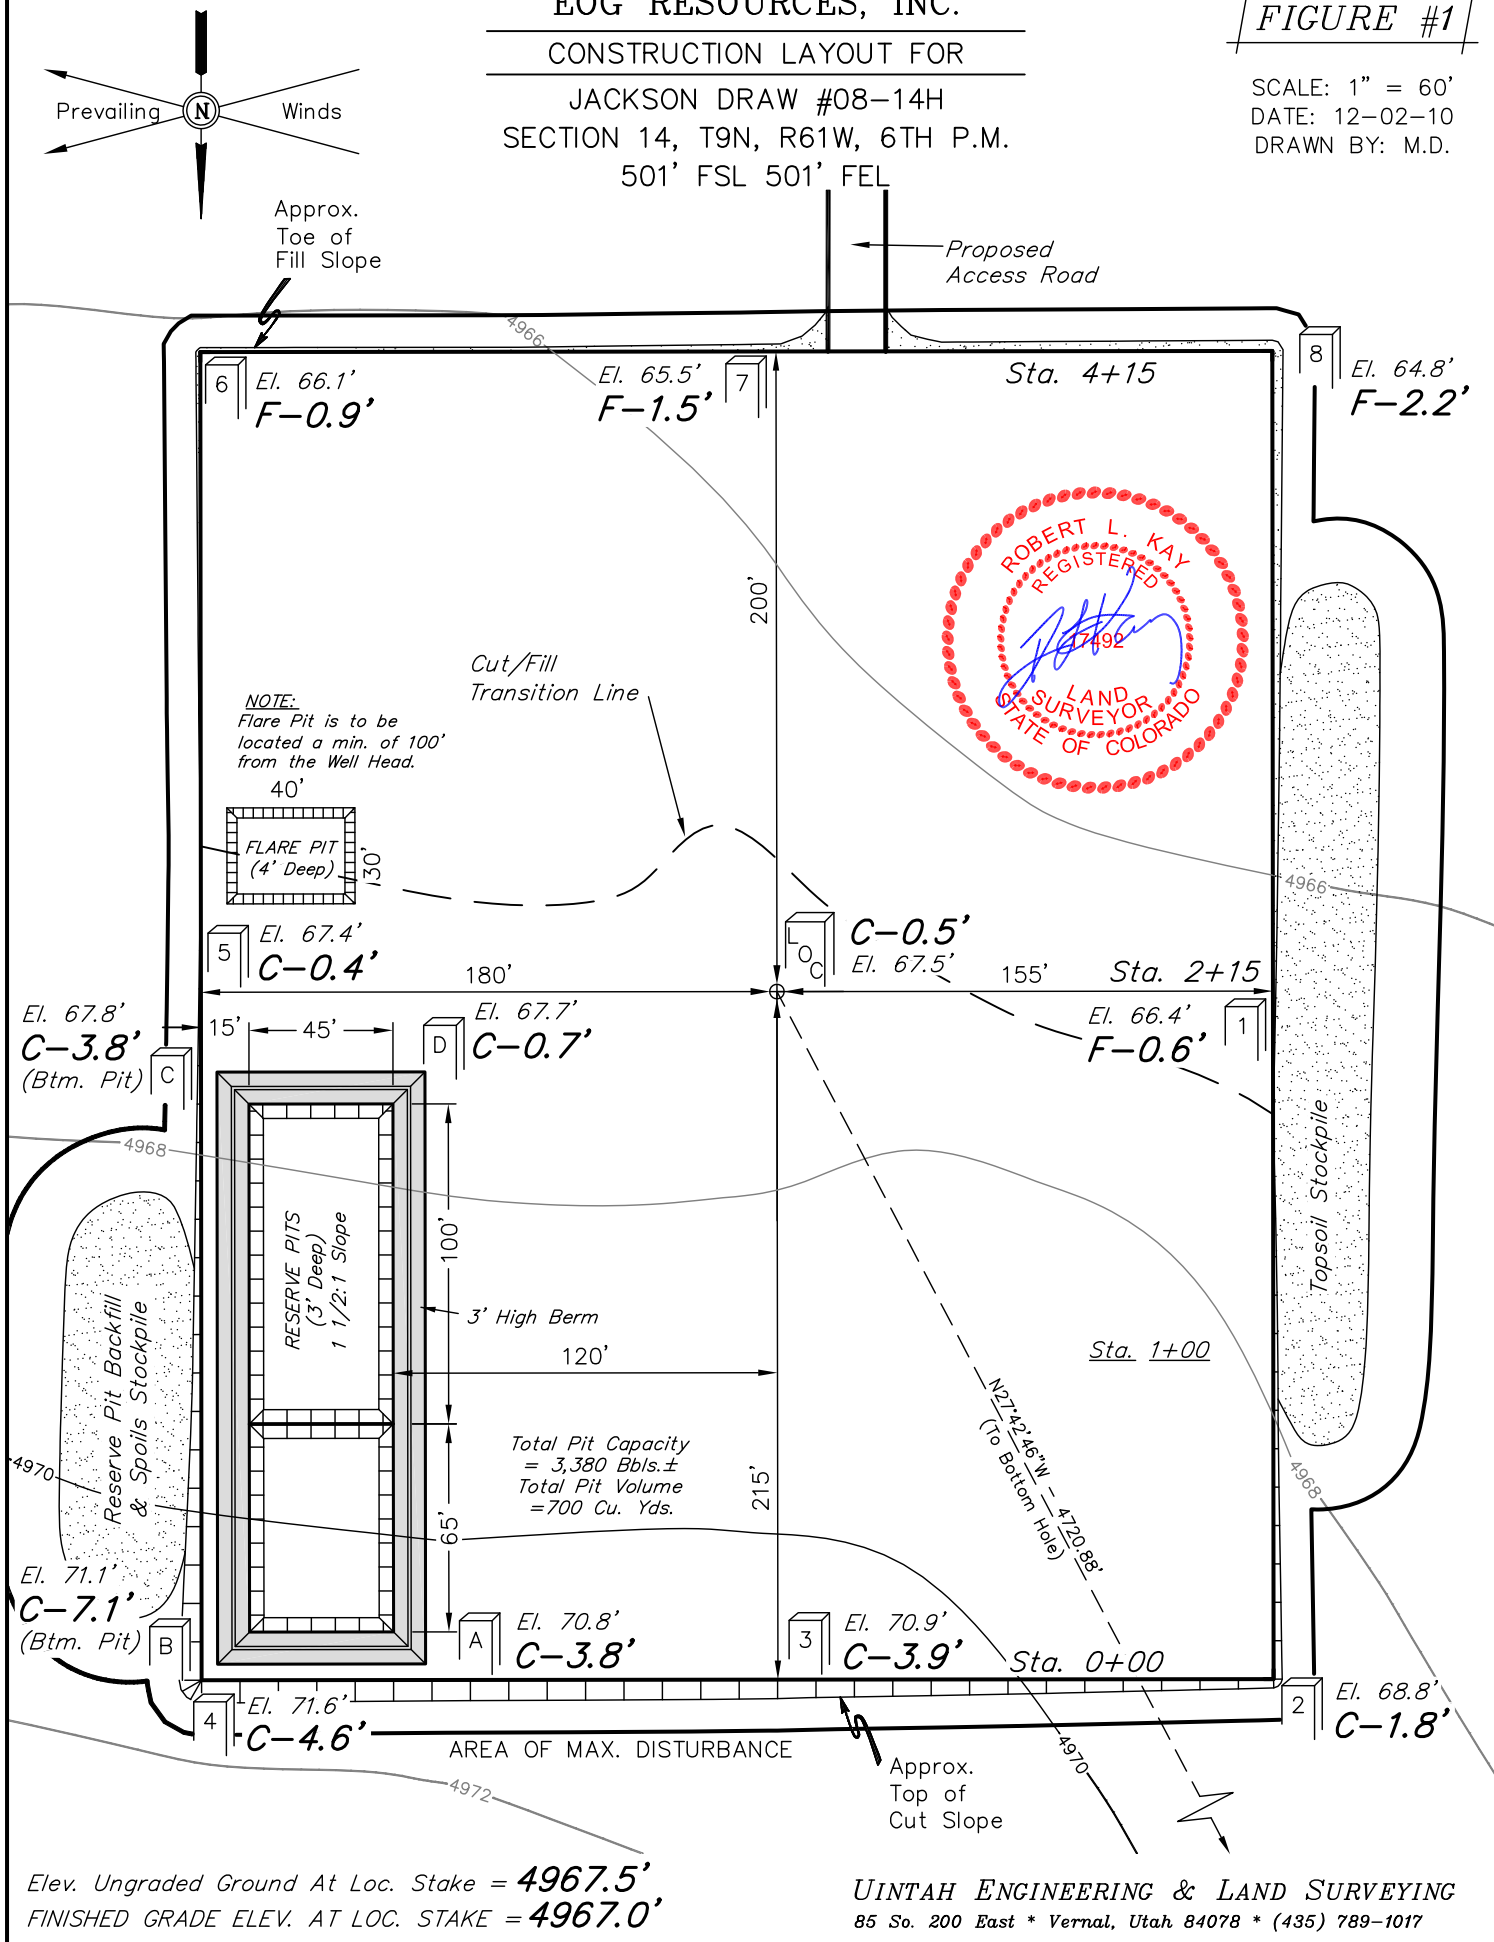 EOG RESOURCES, INC.
CONSTRUCTION LAYOUT FOR
JACKSON DRAW #08-14H
SECTION 14, T9N, R61W, 6TH P.M.
501' FSL 501' FEL
FIGURE #1
SCALE: 1" = 60'
DATE: 12-02-10
DRAWN BY: M.D.
Prevailing
N
Winds
Approx.
Toe of
Fill Slope
Proposed
Access Road
4966
6
El. 66.1'
F-0.9'
El. 65.5'
F-1.5'
7
Sta. 4+15
8
El. 64.8'
F-2.2'
ROBERT L. KAY
REGISTERED
17492
LAND
SURVEYOR
STATE OF COLORADO
200'
Cut/Fill
Transition Line
NOTE:
Flare Pit is to be
located a min. of 100'
from the Well Head.
40'
FLARE PIT
(4' Deep)
30'
4966
5
El. 67.4'
C-0.4'
LOC
C-0.5'
El. 67.5'
180'
155'
Sta. 2+15
El. 67.8'
C-3.8'
(Btm. Pit)
C
15'
45'
D
El. 67.7'
C-0.7'
El. 66.4'
F-0.6'
1
4968
RESERVE PITS
(3' Deep)
1 1/2:1 Slope
100'
3' High Berm
120'
Topsoil Stockpile
Sta. 1+00
Reserve Pit Backfill
& Spoils Stockpile
4970
Total Pit Capacity
= 3,380 Bbls.±
Total Pit Volume
=700 Cu. Yds.
215'
65'
N27°42'46"W - 4720.88'
(To Bottom Hole)
4968
El. 71.1'
C-7.1'
(Btm. Pit)
B
A
El. 70.8'
C-3.8'
3
El. 70.9'
C-3.9'
Sta. 0+00
4
El. 71.6'
C-4.6'
2
El. 68.8'
C-1.8'
AREA OF MAX. DISTURBANCE
4970
4972
Approx.
Top of
Cut Slope
Elev. Ungraded Ground At Loc. Stake = 4967.5'
FINISHED GRADE ELEV. AT LOC. STAKE = 4967.0'
UINTAH ENGINEERING & LAND SURVEYING
85 So. 200 East * Vernal, Utah 84078 * (435) 789-1017